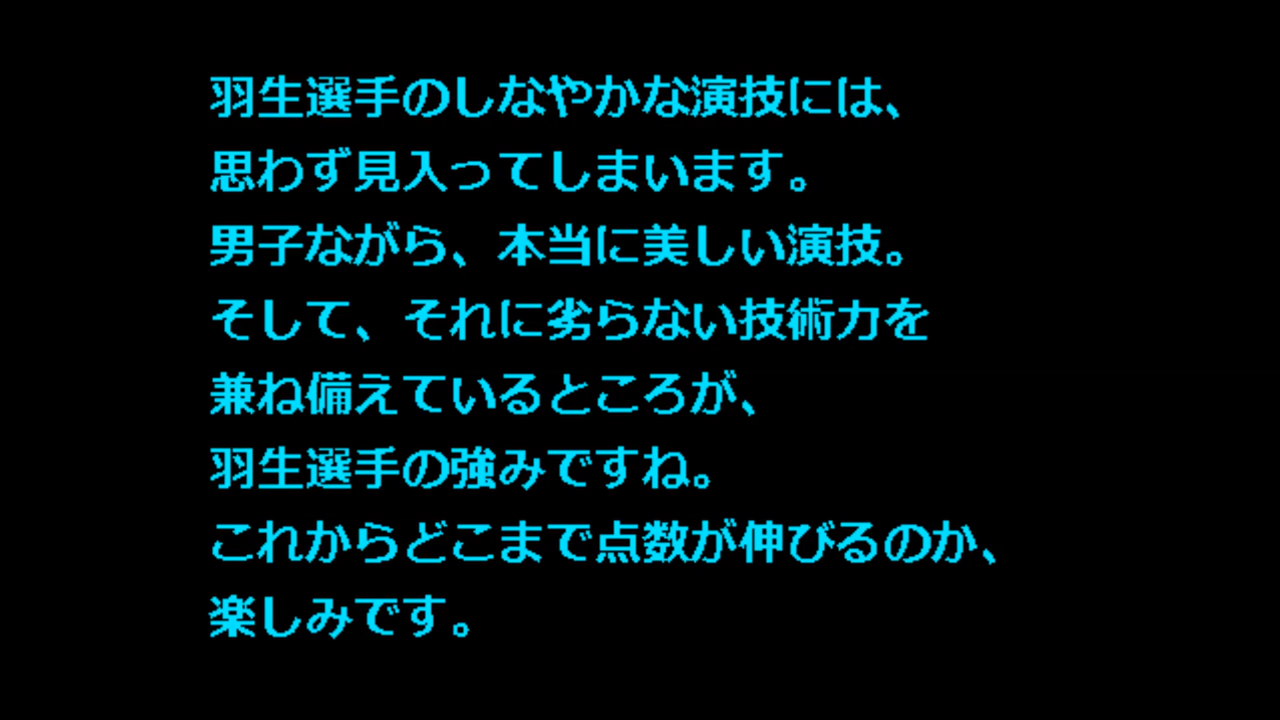 羽生選手のしなやかな演技には、
思わず見入ってしまいます。
男子ながら、本当に美しい演技。
そして、それに劣らない技術力を
兼ね備えているところが、
羽生選手の強みですね。
これからどこまで点数が伸びるのか、
楽しみです。